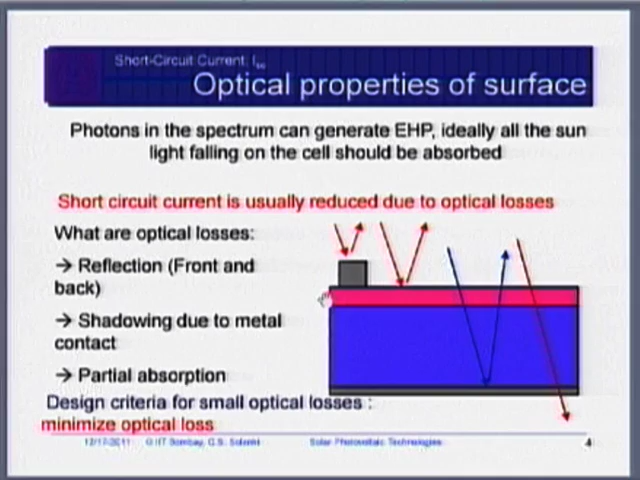 Short-Circuit Current, Isc
Optical properties of surface
Photons in the spectrum can generate EHP, ideally all the sun
light falling on the cell should be absorbed
Short circuit current is usually reduced due to optical losses
What are optical losses:
→ Reflection (Front and
back)
→ Shadowing due to metal
contact
→ Partial absorption
Design criteria for small optical losses :
minimize optical loss
© IIT Bombay, C.S. Solanki
Solar Photovoltaic Technologies
4